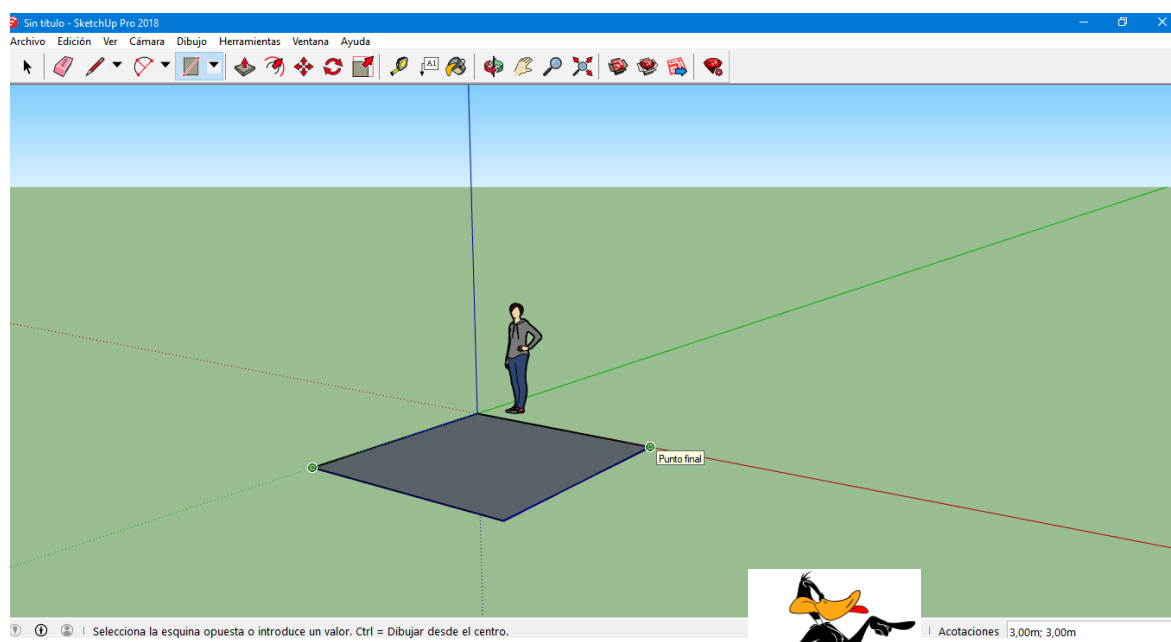 Sin título - SketchUp Pro 2018
Archivo Edición Ver Cámara Dibujo Herramientas Ventana Ayuda
A1
Punto final
Selecciona la esquina opuesta o introduce un valor. Ctrl = Dibujar desde el centro.
Acotaciones 3,00m; 3,00m